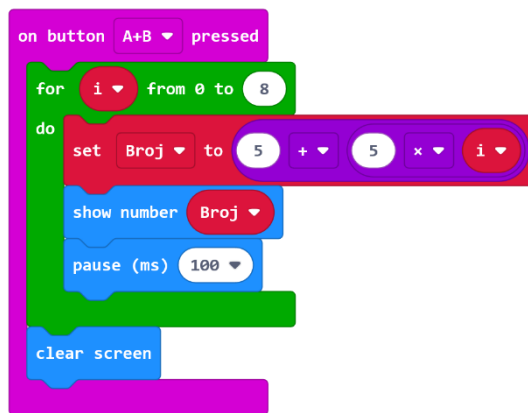 on button A+B pressed
for i from 0 to 8
do
set Broj to 5 + 5 × i
show number Broj
pause (ms) 100
clear screen